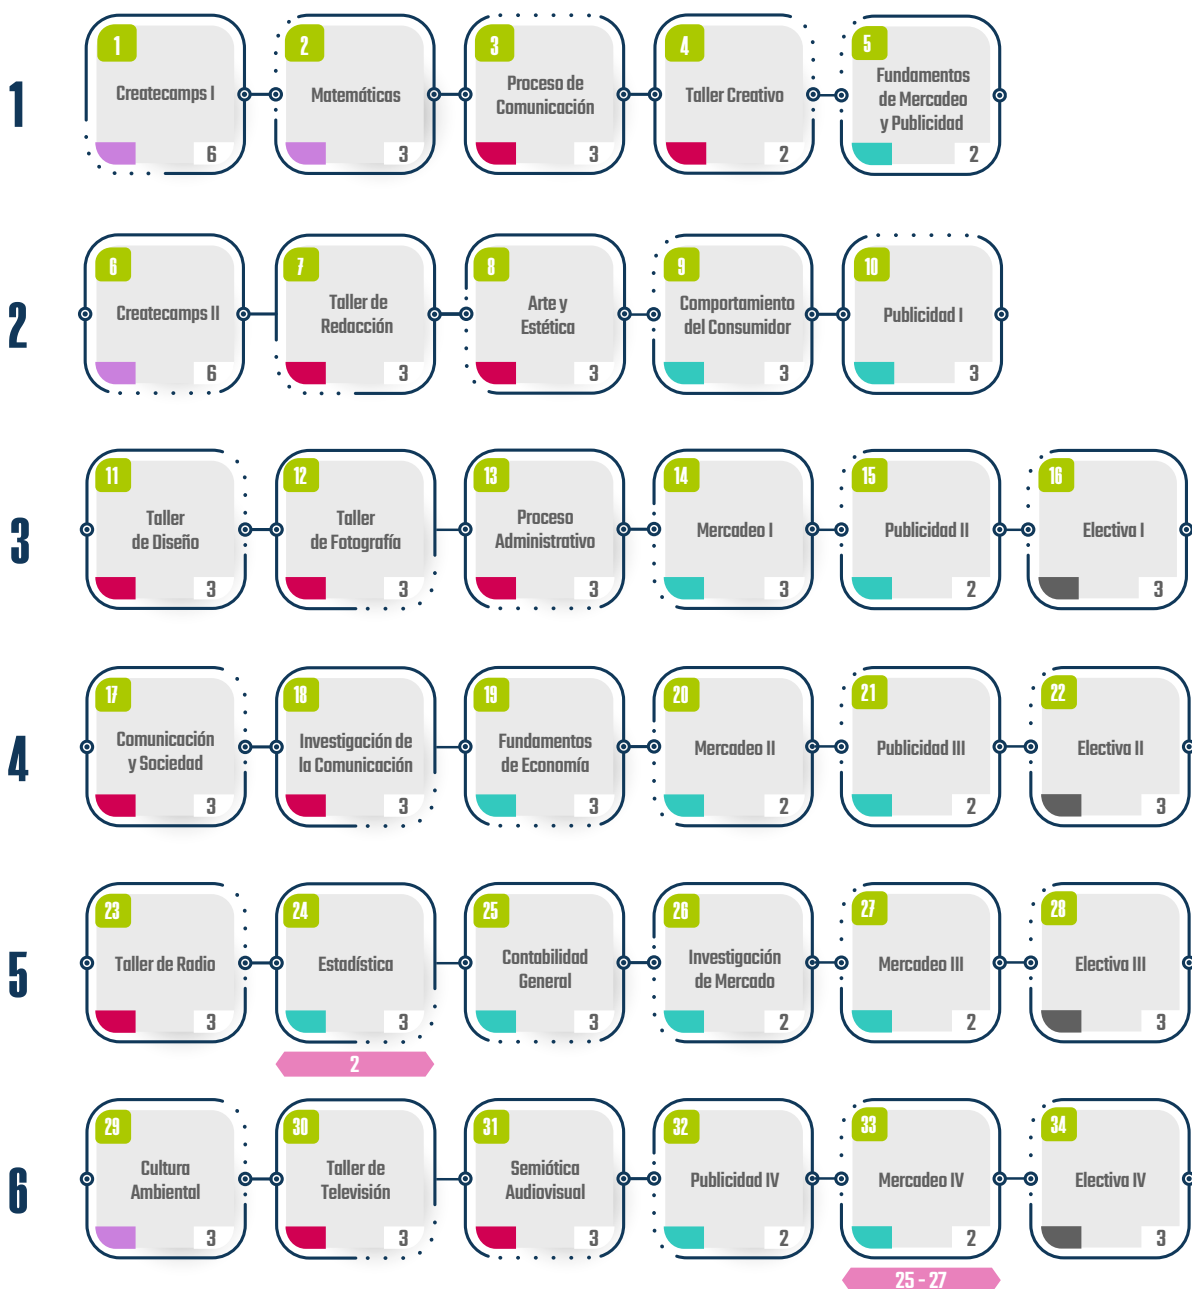 1
1
Createcamps I
6
2
Matemáticas
3
3
Proceso de
Comunicación
3
4
Taller Creativo
2
5
Fundamentos
de Mercadeo
y Publicidad
2
2
6
Createcamps II
6
7
Taller de
Redacción
3
8
Arte y
Estética
3
9
Comportamiento
del Consumidor
3
10
Publicidad I
3
3
11
Taller
de Diseño
3
12
Taller
de Fotografía
3
13
Proceso
Administrativo
3
14
Mercadeo I
3
15
Publicidad II
2
16
Electiva I
3
4
17
Comunicación
y Sociedad
3
18
Investigación de
la Comunicación
3
19
Fundamentos
de Economía
3
20
Mercadeo II
2
21
Publicidad III
2
22
Electiva II
3
5
23
Taller de Radio
3
24
Estadística
3
2
25
Contabilidad
General
3
26
Investigación
de Mercado
2
27
Mercadeo III
2
28
Electiva III
3
6
29
Cultura
Ambiental
3
30
Taller de
Televisión
3
31
Semiótica
Audiovisual
3
32
Publicidad IV
2
33
Mercadeo IV
2
25 - 27
34
Electiva IV
3